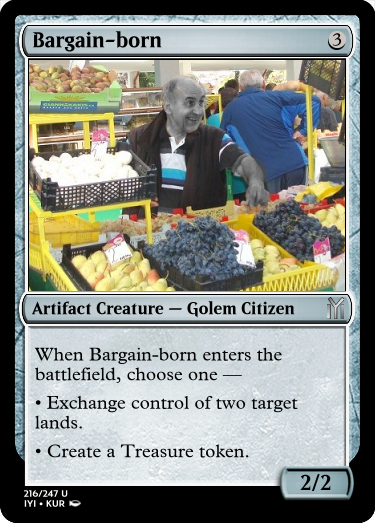 Bargain-born 3
Artifact Creature — Golem Citizen
When Bargain-born enters the
battlefield, choose one —
• Exchange control of two target
lands.
• Create a Treasure token.
2/2
216/247 U
IYI • KUR